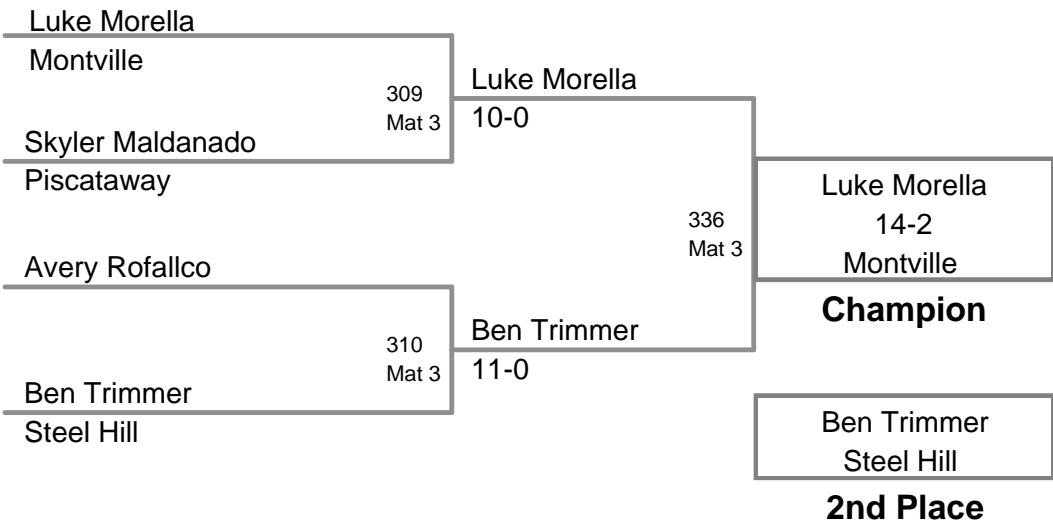 Luke Morella
Montville
309
Mat 3
Skyler Maldanado
Piscataway
Luke Morella
10-0
Avery Rofallco
310
Mat 3
Ben Trimmer
Steel Hill
Ben Trimmer
11-0
336
Mat 3
Luke Morella
14-2
Montville
Champion
Ben Trimmer
Steel Hill
2nd Place